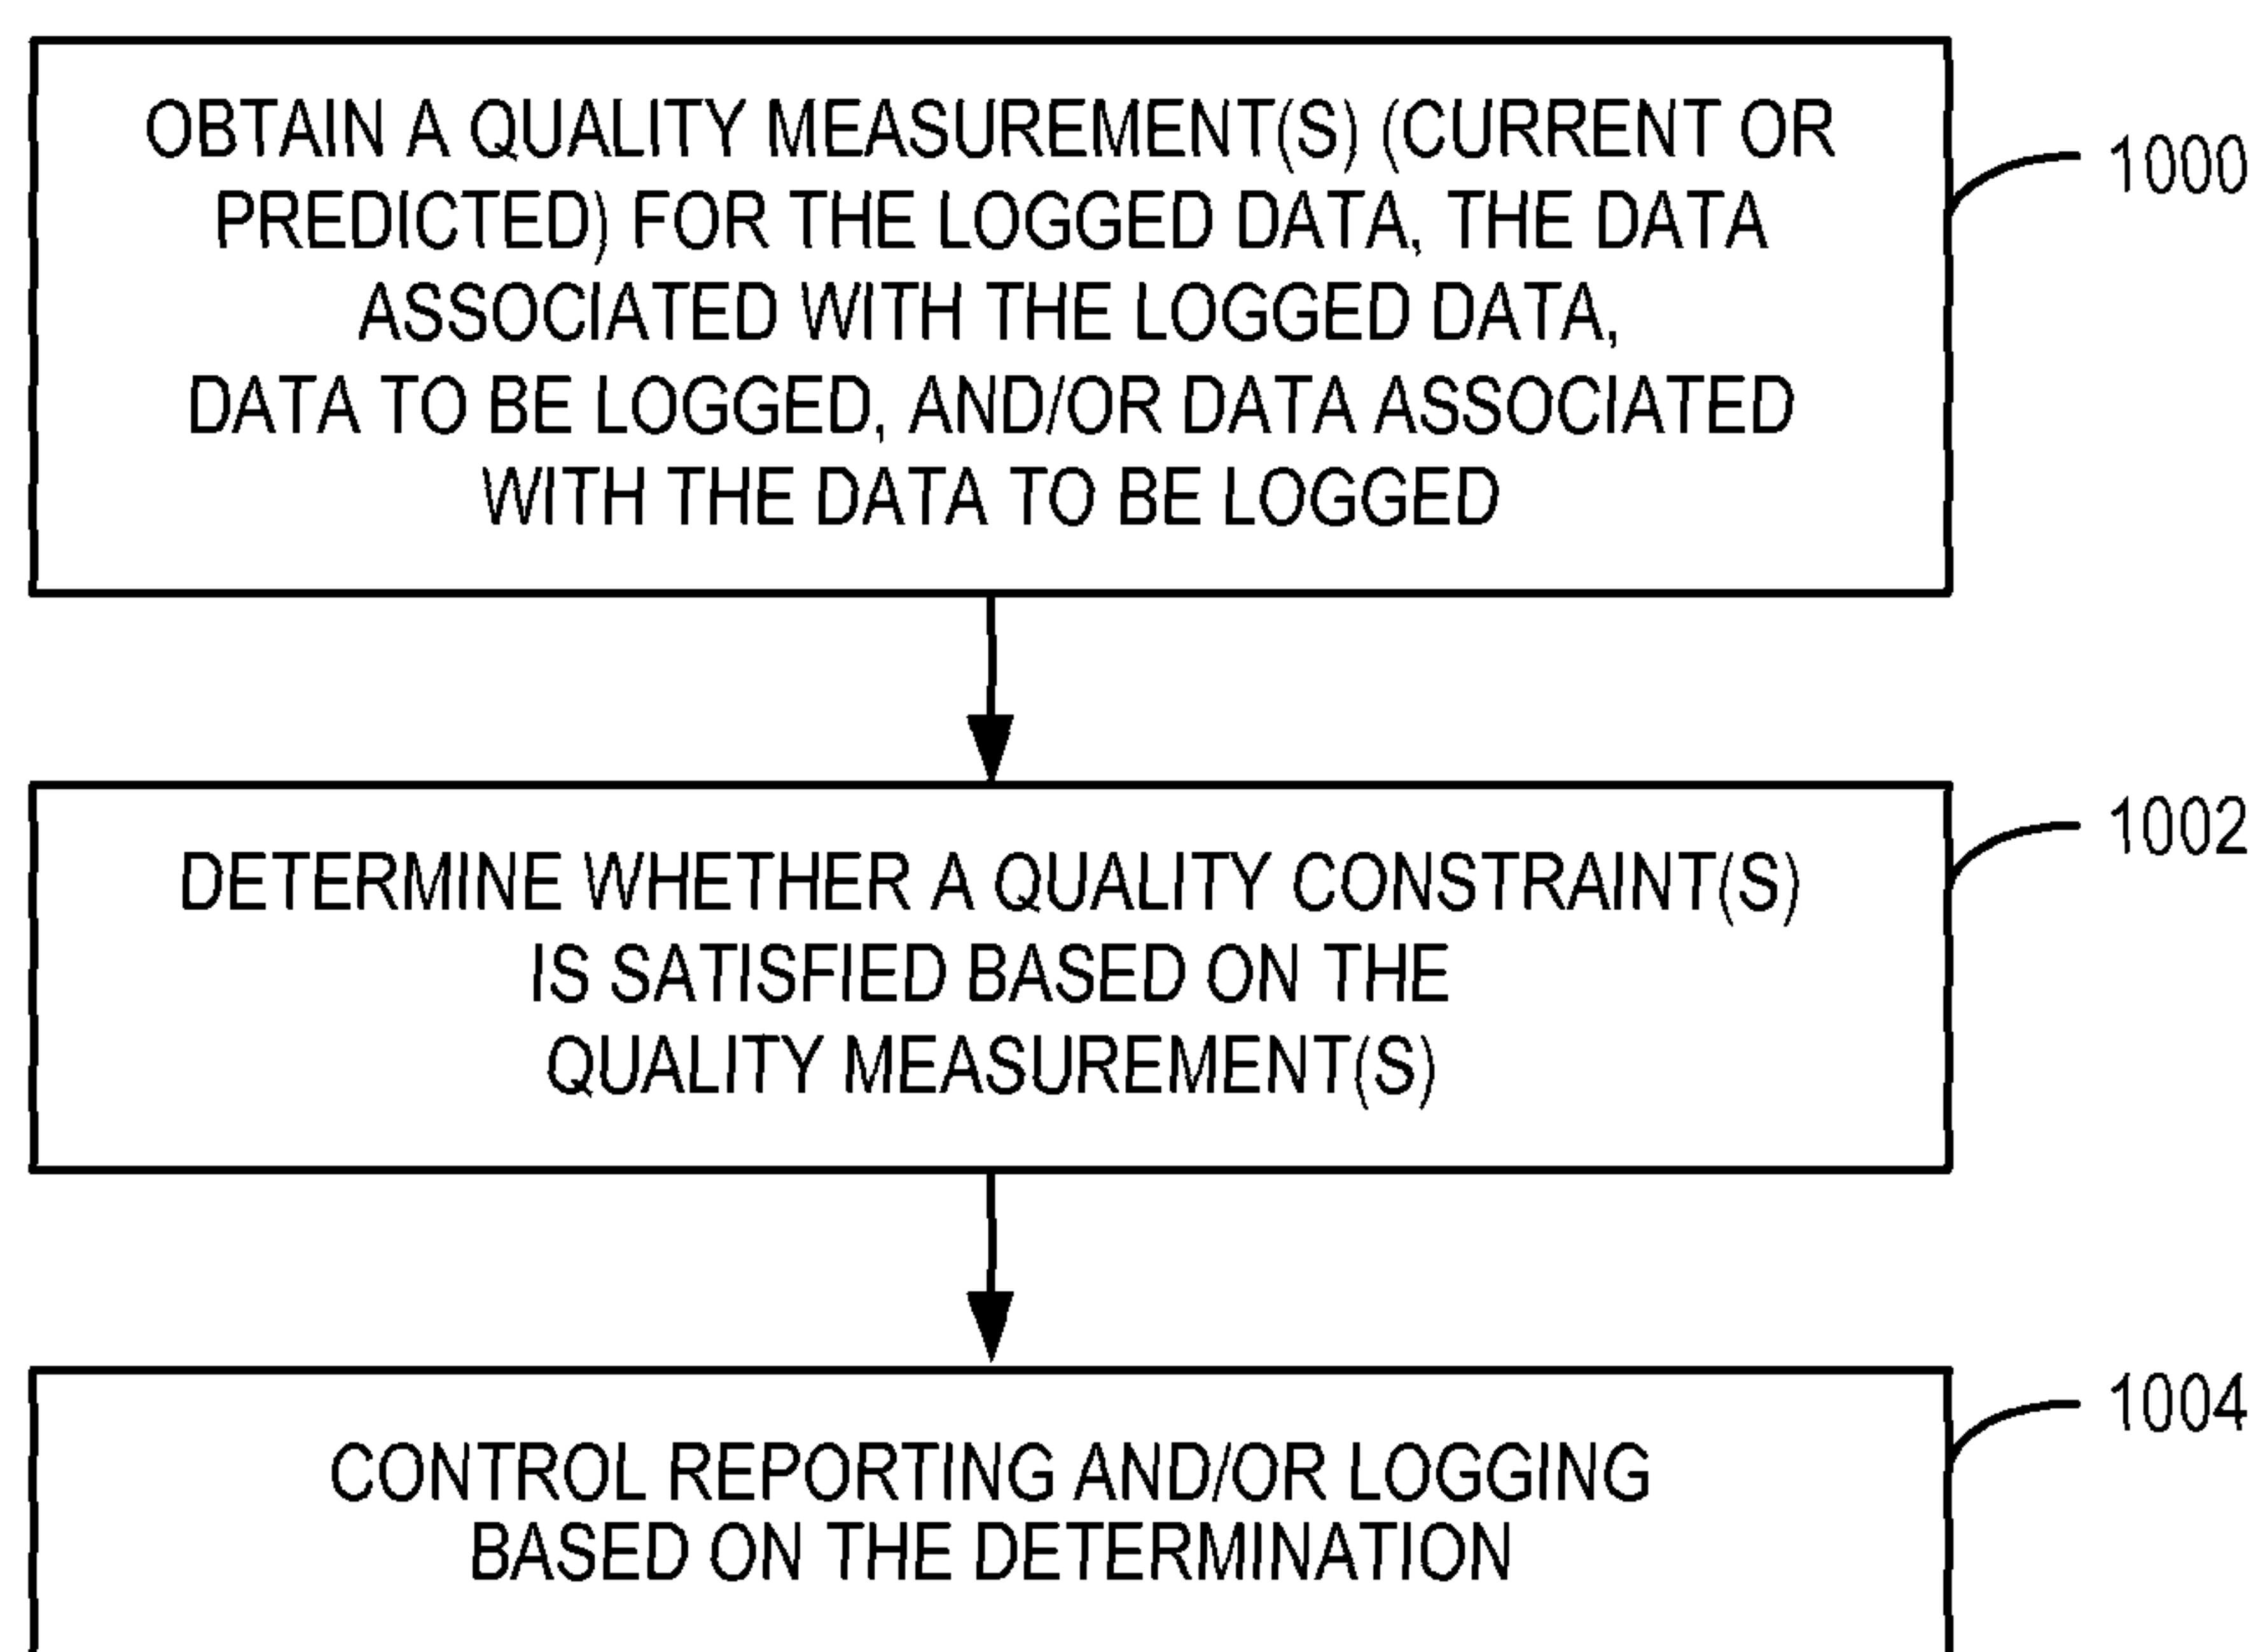 OBTAIN A QUALITY MEASUREMENT(S) (CURRENT OR
PREDICTED) FOR THE LOGGED DATA, THE DATA
ASSOCIATED WITH THE LOGGED DATA,
DATA TO BE LOGGED, AND/OR DATA ASSOCIATED
WITH THE DATA TO BE LOGGED
1000
DETERMINE WHETHER A QUALITY CONSTRAINT(S)
IS SATISFIED BASED ON THE
QUALITY MEASUREMENT(S)
1002
CONTROL REPORTING AND/OR LOGGING
BASED ON THE DETERMINATION
1004